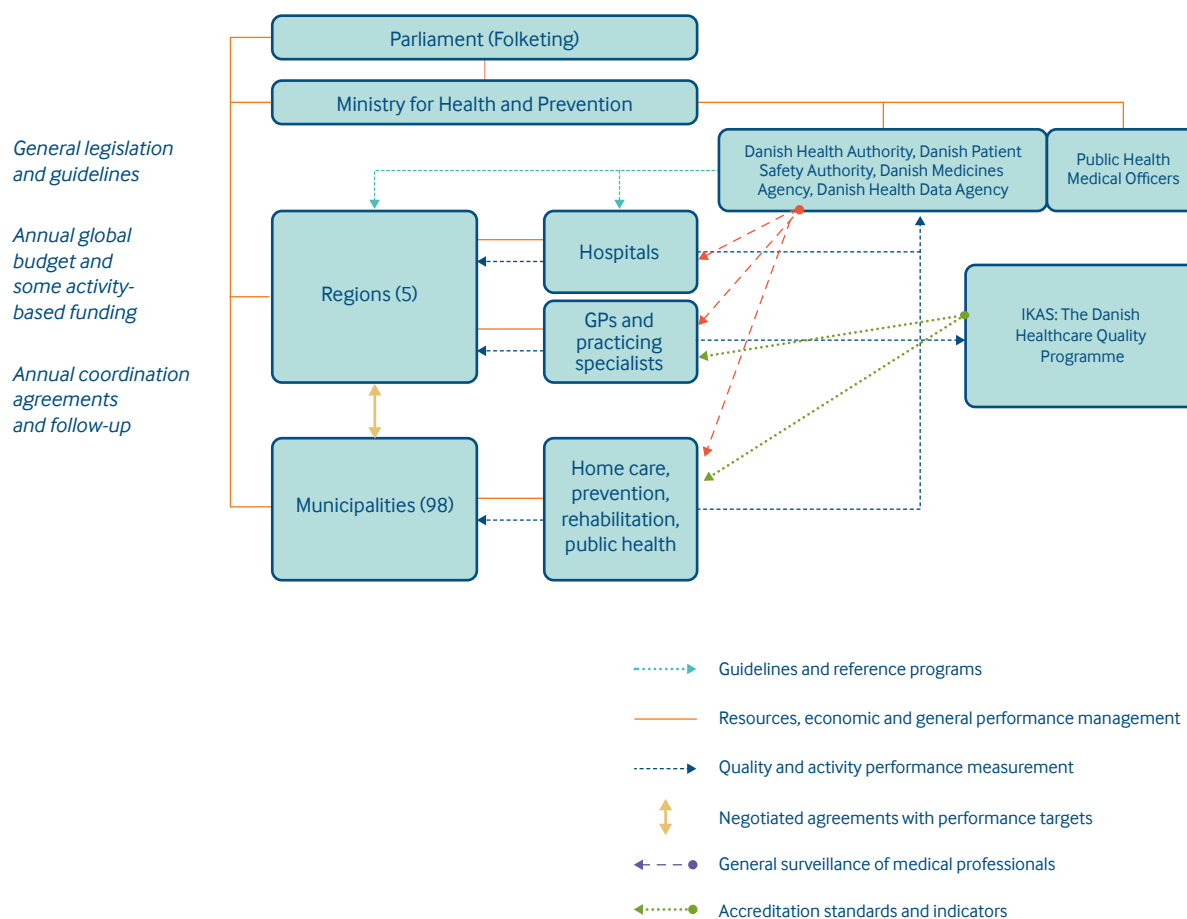 Parliament (Folketing)
Ministry for Health and Prevention
General legislation
and guidelines
Annual global
budget and
some activity-
based funding
Annual coordination
agreements
and follow-up
Danish Health Authority, Danish Patient
Safety Authority, Danish Medicines
Agency, Danish Health Data Agency
Public Health
Medical Officers
Regions (5)
Hospitals
GPs and
practicing
specialists
IKAS: The Danish
Healthcare Quality
Programme
Municipalities (98)
Home care,
prevention,
rehabilitation,
public health
Guidelines and reference programs
Resources, economic and general performance management
Quality and activity performance measurement
Negotiated agreements with performance targets
General surveillance of medical professionals
Accreditation standards and indicators